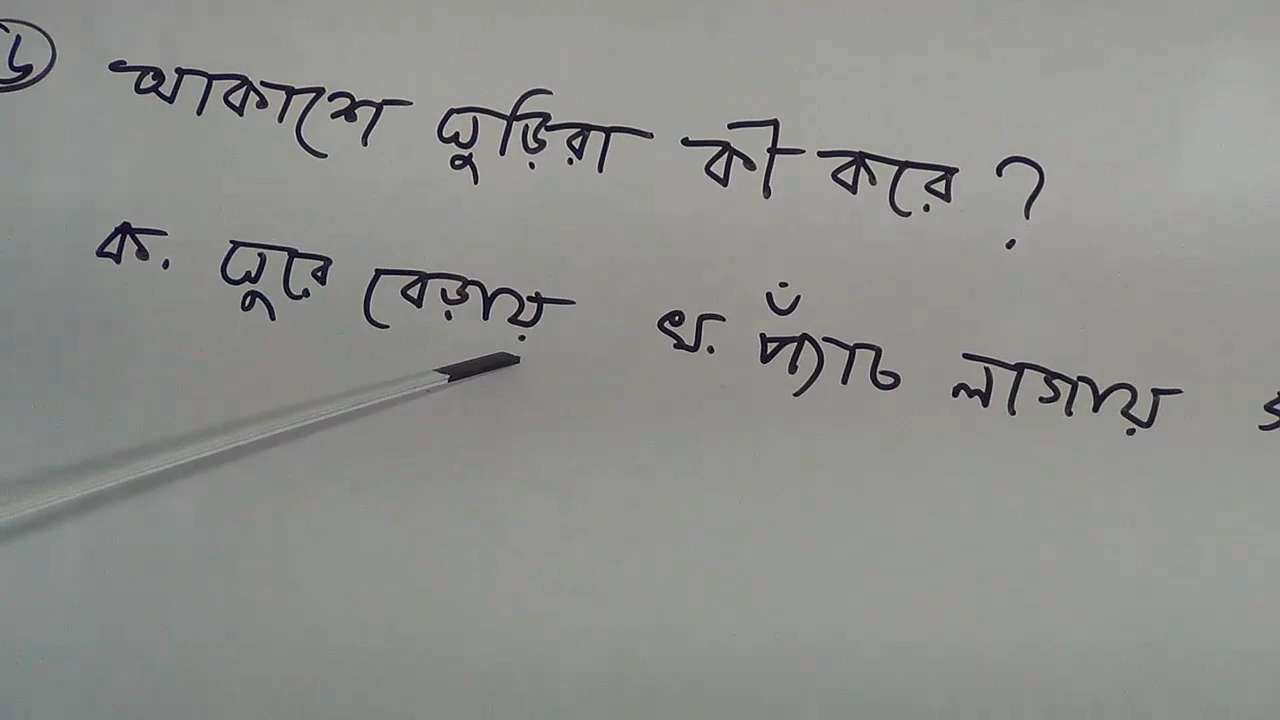 ৬ আকাশে ঘুড়িরা কী করে ?
ক. ঘুরে বেড়ায় খ. প্যাঁচ লাগায়